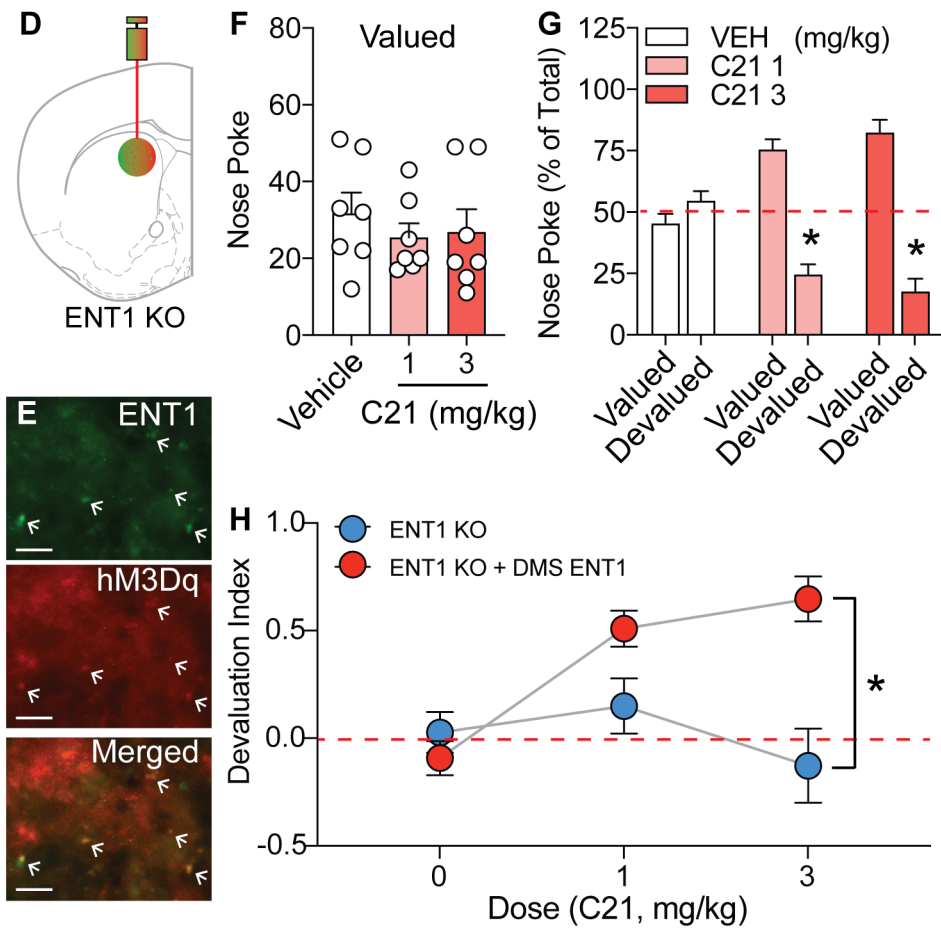 D
ENT1 KO
E
ENT1
hM3Dq
Merged
F
Valued
Nose Poke
80
60
40
20
0
Vehicle
1
3
C21 (mg/kg)
G
VEH (mg/kg)
C21 1
C21 3
Nose Poke (% of Total)
125
100
75
50
25
0
*
*
Valued
Devalued
Valued
Devalued
Valued
Devalued
H
ENT1 KO
ENT1 KO + DMS ENT1
Devaluation Index
1.0
0.5
0.0
-0.5
*
0
1
3
Dose (C21, mg/kg)